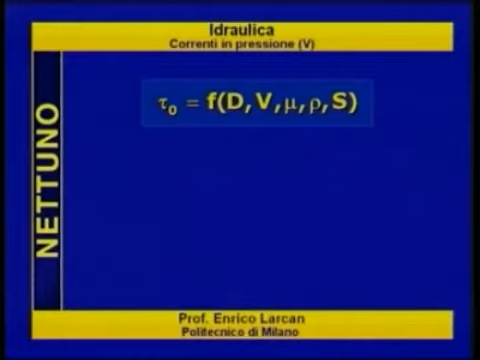 Idraulica
Correnti in pressione (V)
τ₀ = f(D, V, μ, ρ, S)
NETTUNO
Prof. Enrico Larcan
Politecnico di Milano